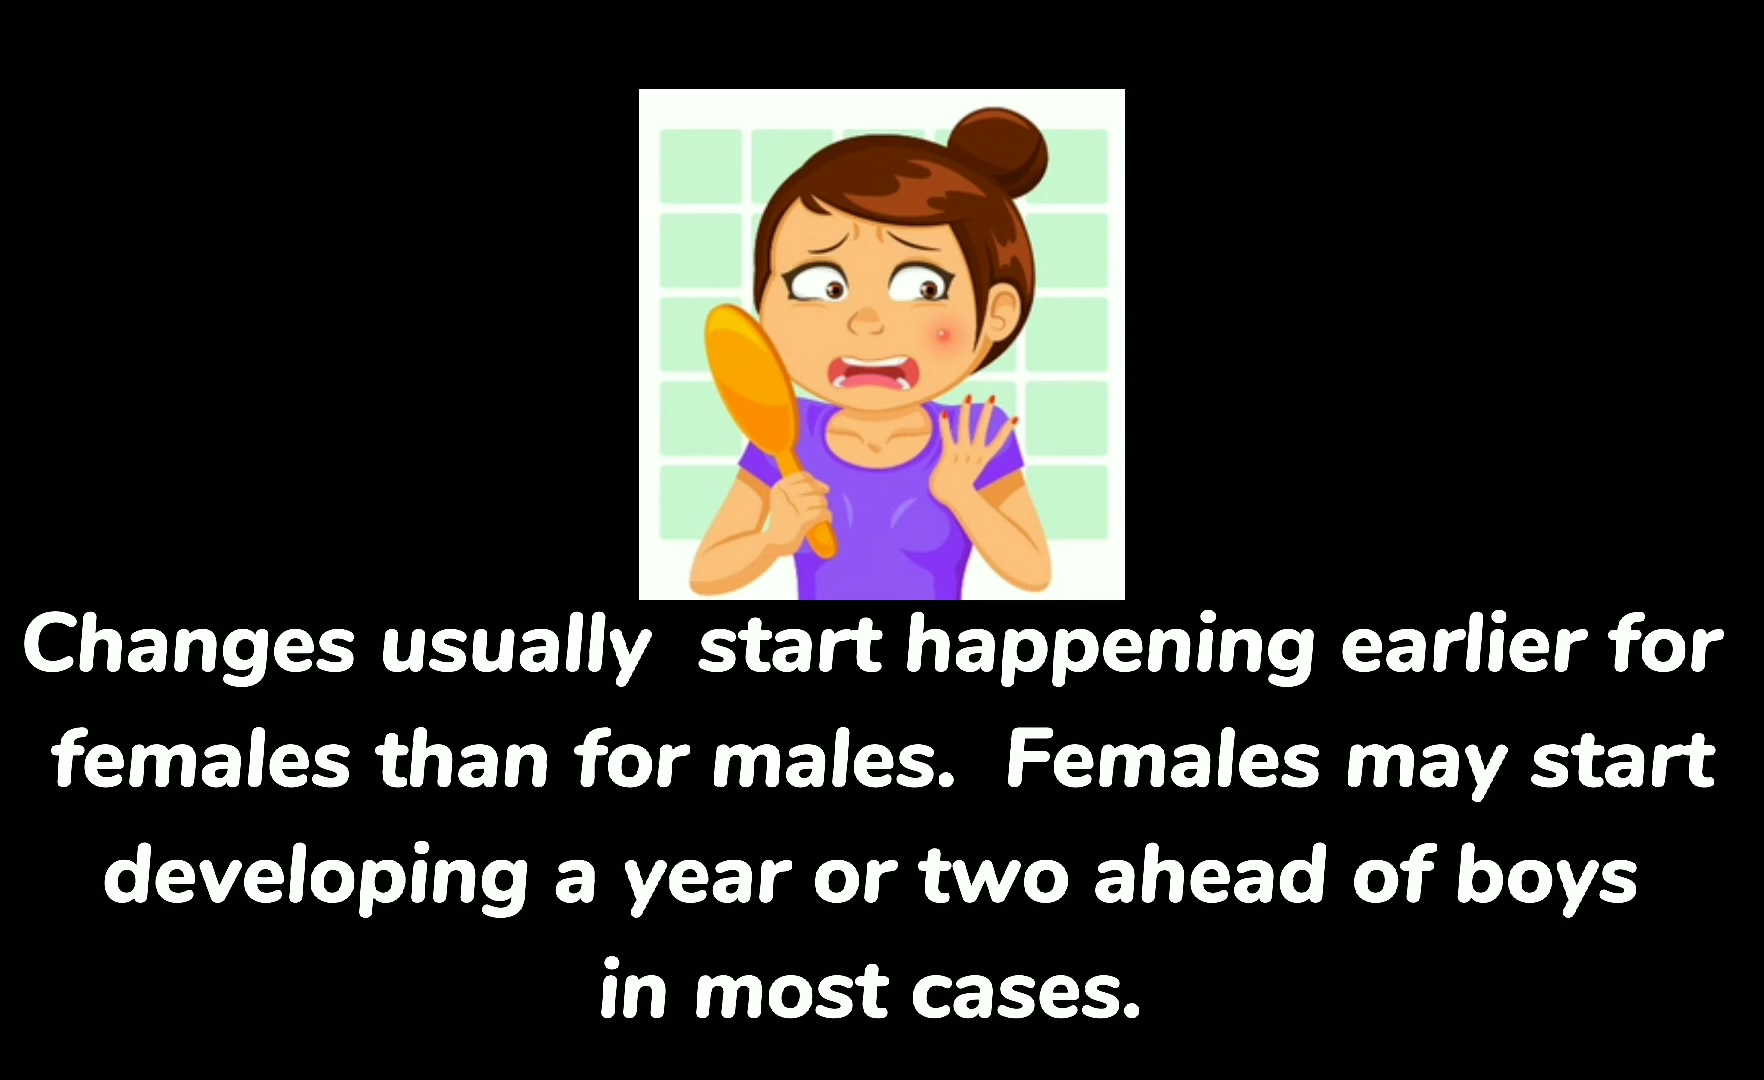 Changes usually  start happening earlier for
females than for males.  Females may start
developing a year or two ahead of boys
in most cases.